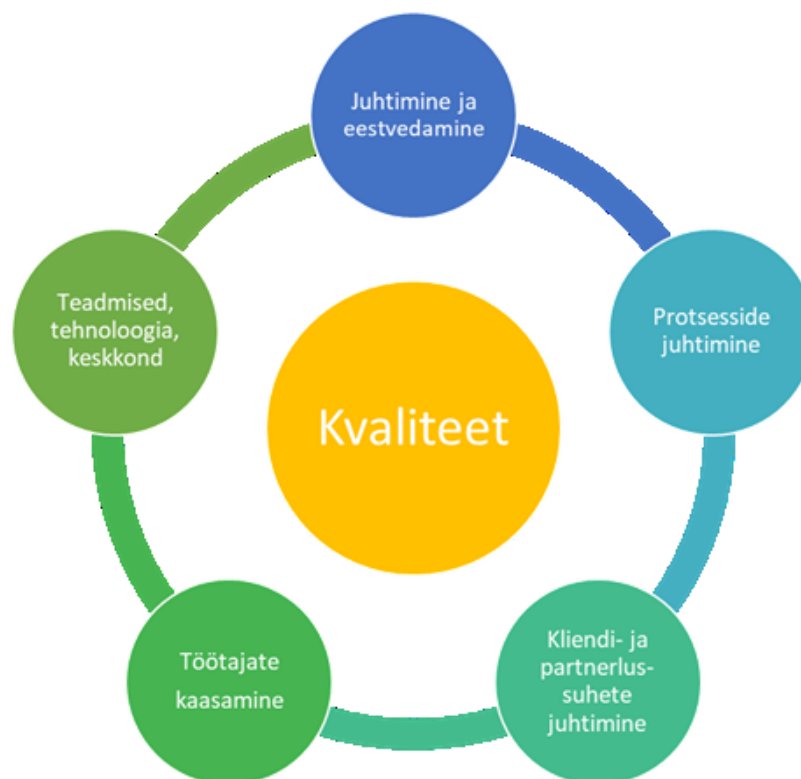 Juhtimine ja
eestvedamine
Teadmised,
tehnoloogia,
keskkond
Protsesside
juhtimine
Kvaliteet
Töötajate
kaasamine
Kliendi- ja
partnerlus-
suhete
juhtimine